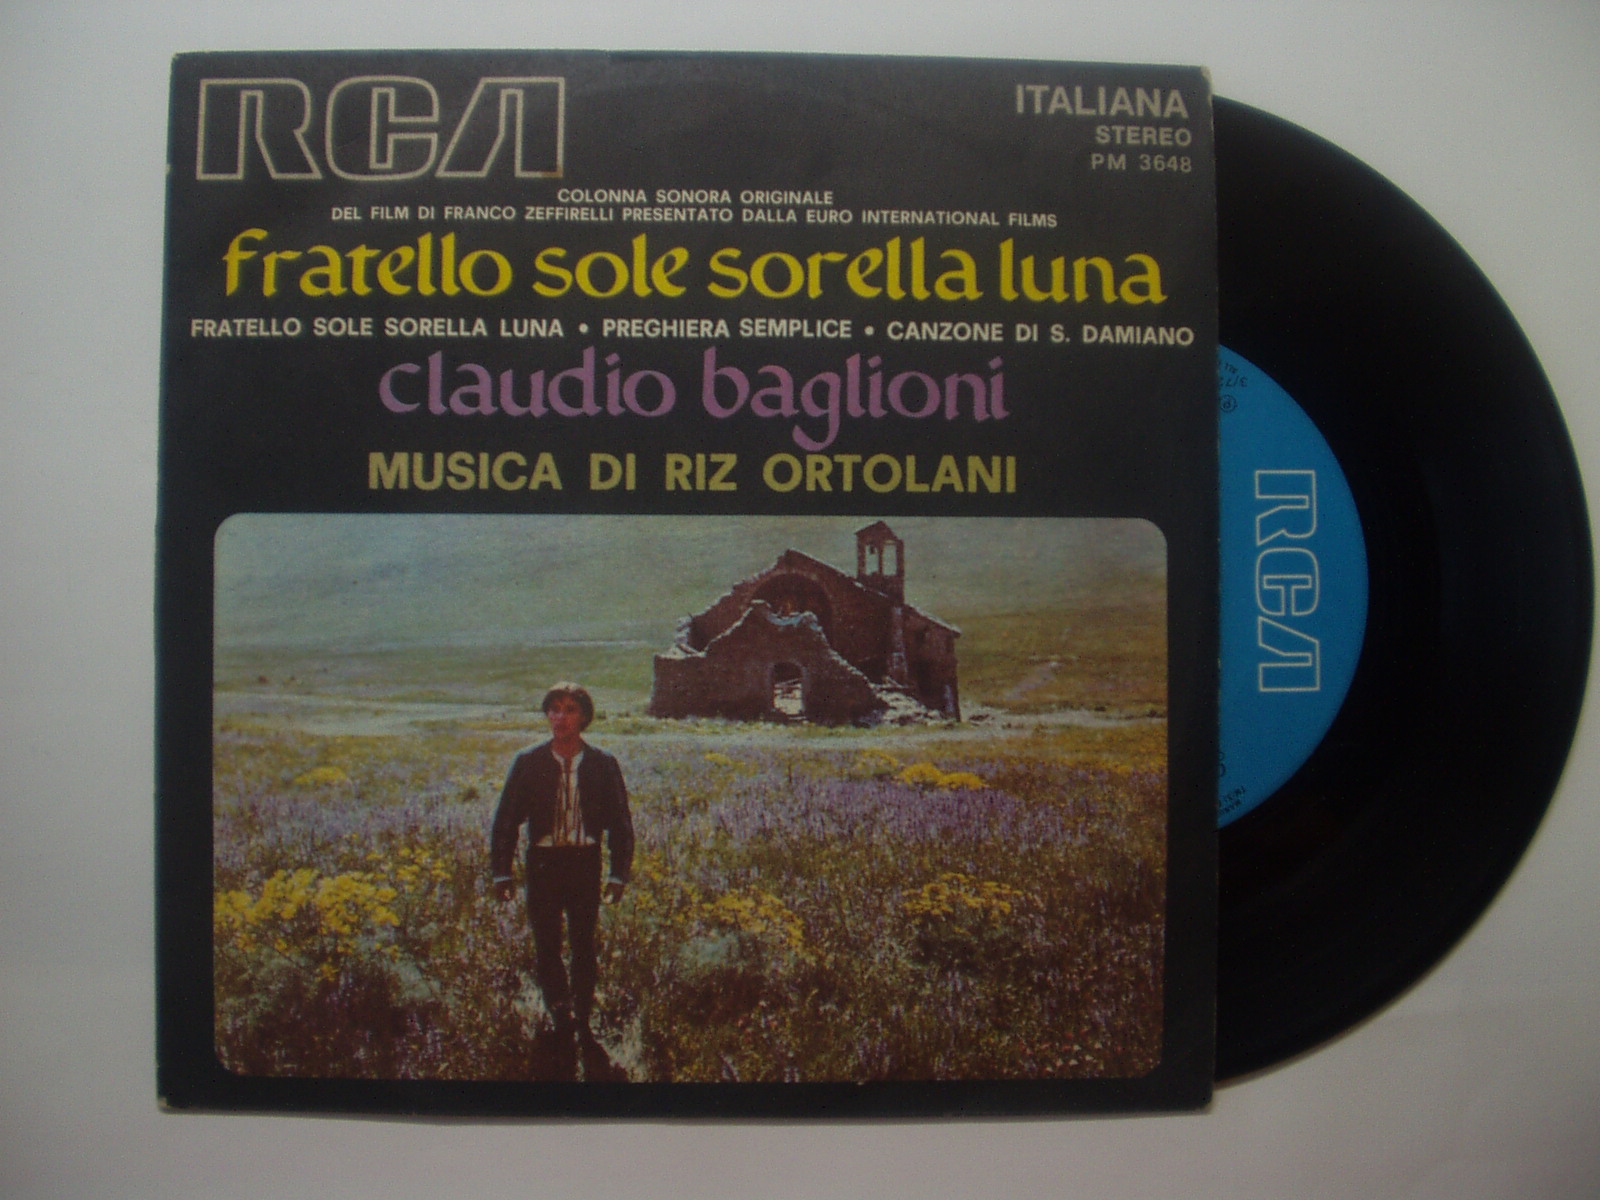 RCA
ITALIANA
STEREO
PM 3648
COLONNA SONORA ORIGINALE
DEL FILM DI FRANCO ZEFFIRELLI PRESENTATO DALLA EURO INTERNATIONAL FILMS
fratello sole sorella luna
FRATELLO SOLE SORELLA LUNA • PREGHIERA SEMPLICE • CANZONE DI S. DAMIANO
claudio baglioni
MUSICA DI RIZ ORTOLANI
RCA